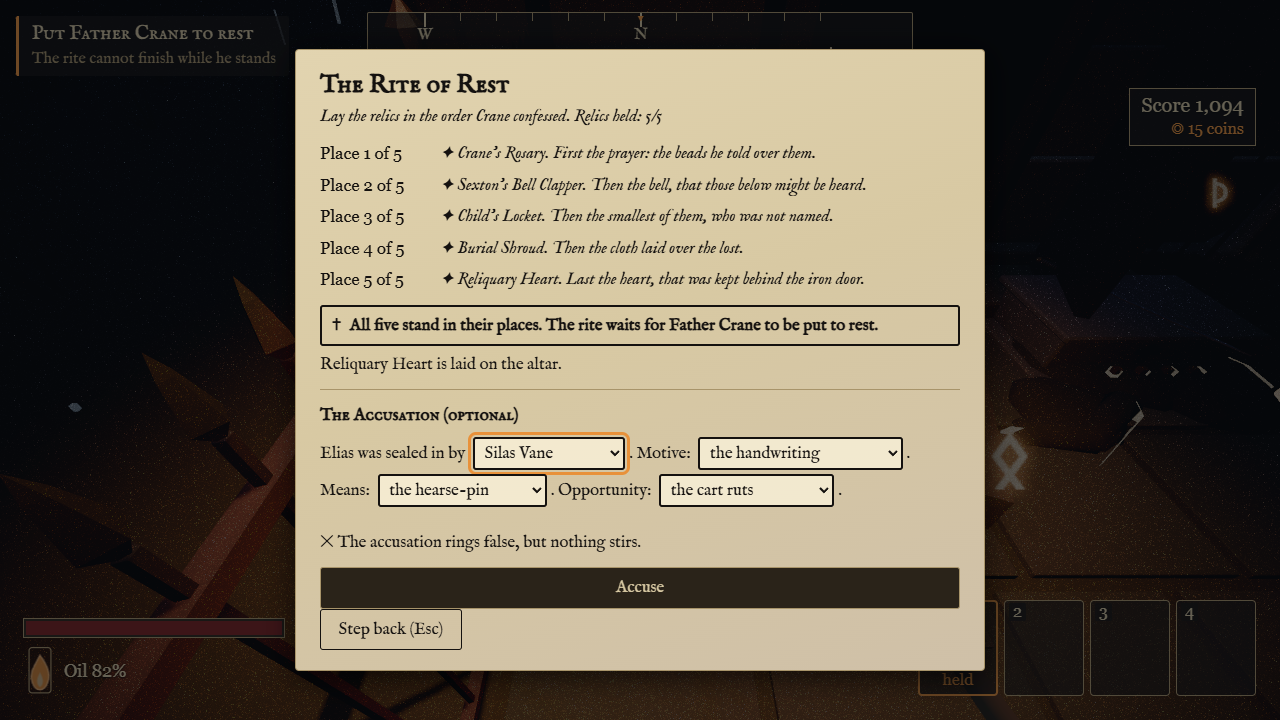 Put Father Crane to rest
The rite cannot finish while he stands
W
N
Score 1,094
15 coins
The Rite of Rest
Lay the relics in the order Crane confessed. Relics held: 5/5
Place 1 of 5 ✦ Crane's Rosary. First the prayer: the beads he told over them.
Place 2 of 5 ✦ Sexton's Bell Clapper. Then the bell, that those below might be heard.
Place 3 of 5 ✦ Child's Locket. Then the smallest of them, who was not named.
Place 4 of 5 ✦ Burial Shroud. Then the cloth laid over the lost.
Place 5 of 5 ✦ Reliquary Heart. Last the heart, that was kept behind the iron door.
† All five stand in their places. The rite waits for Father Crane to be put to rest.
Reliquary Heart is laid on the altar.
The Accusation (optional)
Elias was sealed in by Silas Vane . Motive: the handwriting .
Means: the hearse-pin . Opportunity: the cart ruts .
✕ The accusation rings false, but nothing stirs.
Accuse
Step back (Esc)
Oil 82%
2
3
4
held
ᚦ
ᛟ